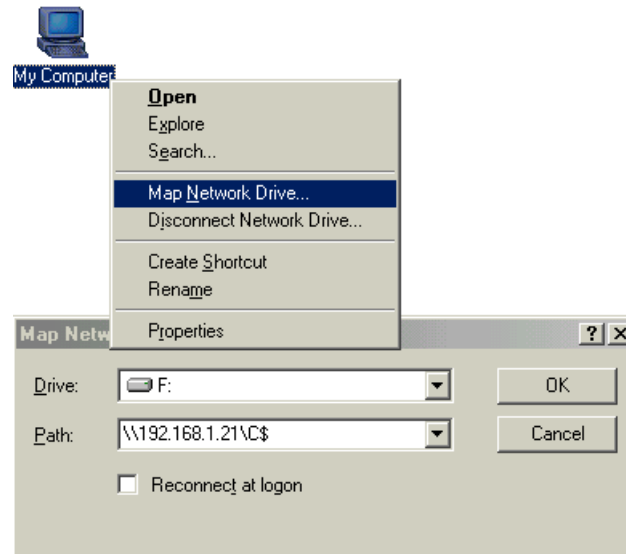 My Computer
Open
Explore
Search...
Map Network Drive...
Disconnect Network Drive...
Create Shortcut
Rename
Properties
Map Netw
? X
Drive:
F:
OK
Path:
\\192.168.1.21\C$
Cancel
Reconnect at logon